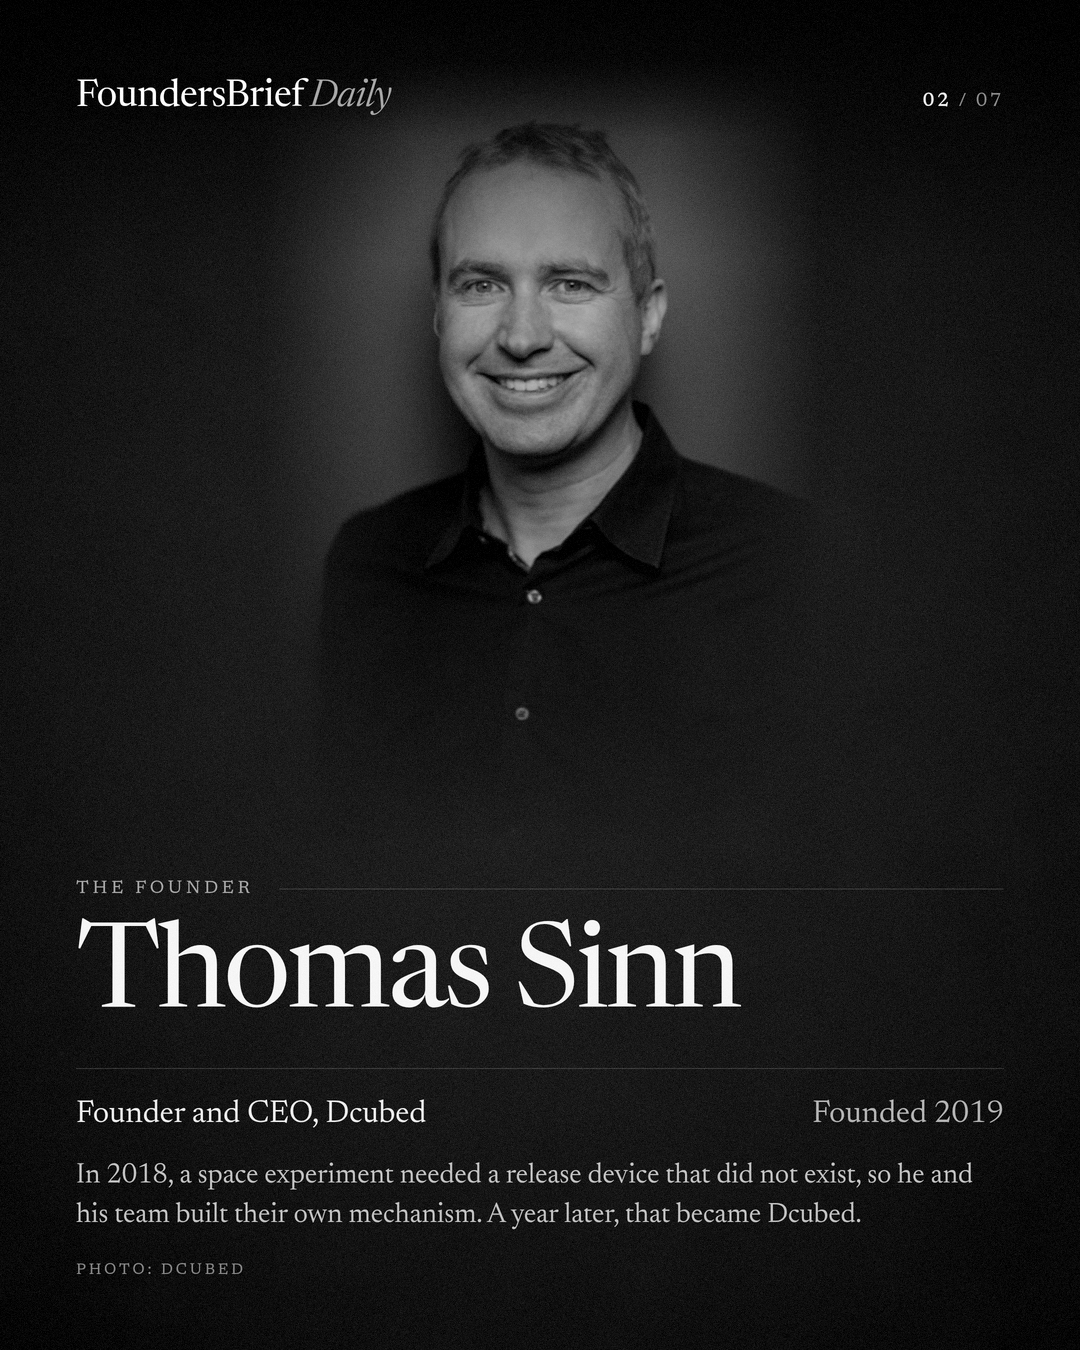 FoundersBrief Daily
02 / 07
THE FOUNDER
Thomas Sinn
Founder and CEO, Dcubed
Founded 2019
In 2018, a space experiment needed a release device that did not exist, so he and
his team built their own mechanism. A year later, that became Dcubed.
PHOTO: DCUBED